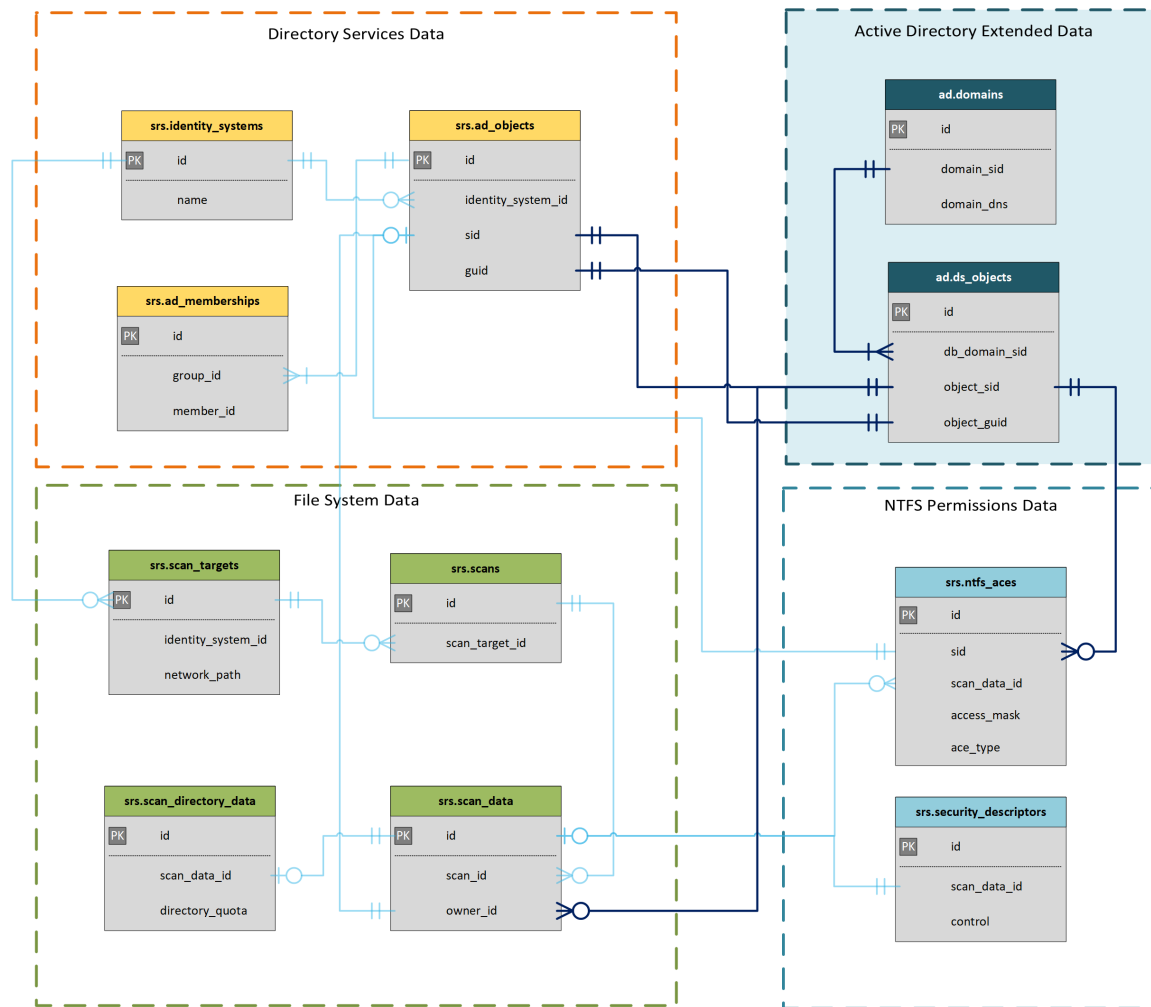 Directory Services Data
srs.identity_systems
PK id
name
srs.ad_objects
PK id
identity_system_id
sid
guid
srs.ad_memberships
PK id
group_id
member_id
Active Directory Extended Data
ad.domains
PK id
domain_sid
domain_dns
ad.ds_objects
PK id
db_domain_sid
object_sid
object_guid
File System Data
srs.scan_targets
PK id
identity_system_id
network_path
srs.scans
PK id
scan_target_id
srs.scan_directory_data
PK id
scan_data_id
directory_quota
srs.scan_data
PK id
scan_id
owner_id
NTFS Permissions Data
srs.ntfs_aces
PK id
sid
scan_data_id
access_mask
ace_type
srs.security_descriptors
PK id
scan_data_id
control